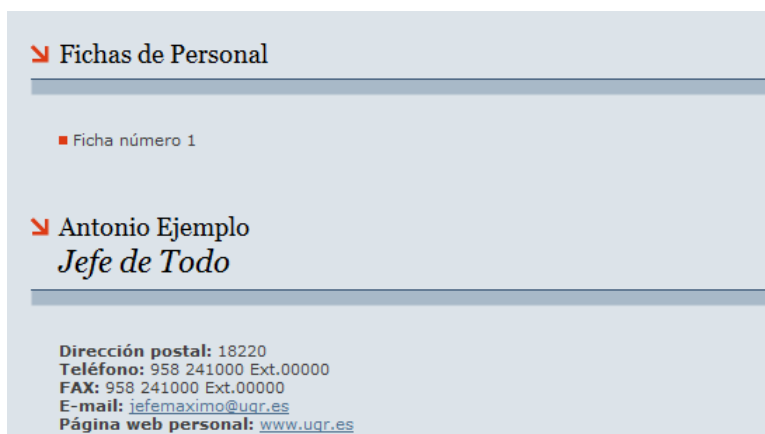 Fichas de Personal
Ficha número 1
Antonio Ejemplo
Jefe de Todo
Dirección postal: 18220
Teléfono: 958 241000 Ext.00000
FAX: 958 241000 Ext.00000
E-mail: jefemaximo@ugr.es
Página web personal: www.ugr.es